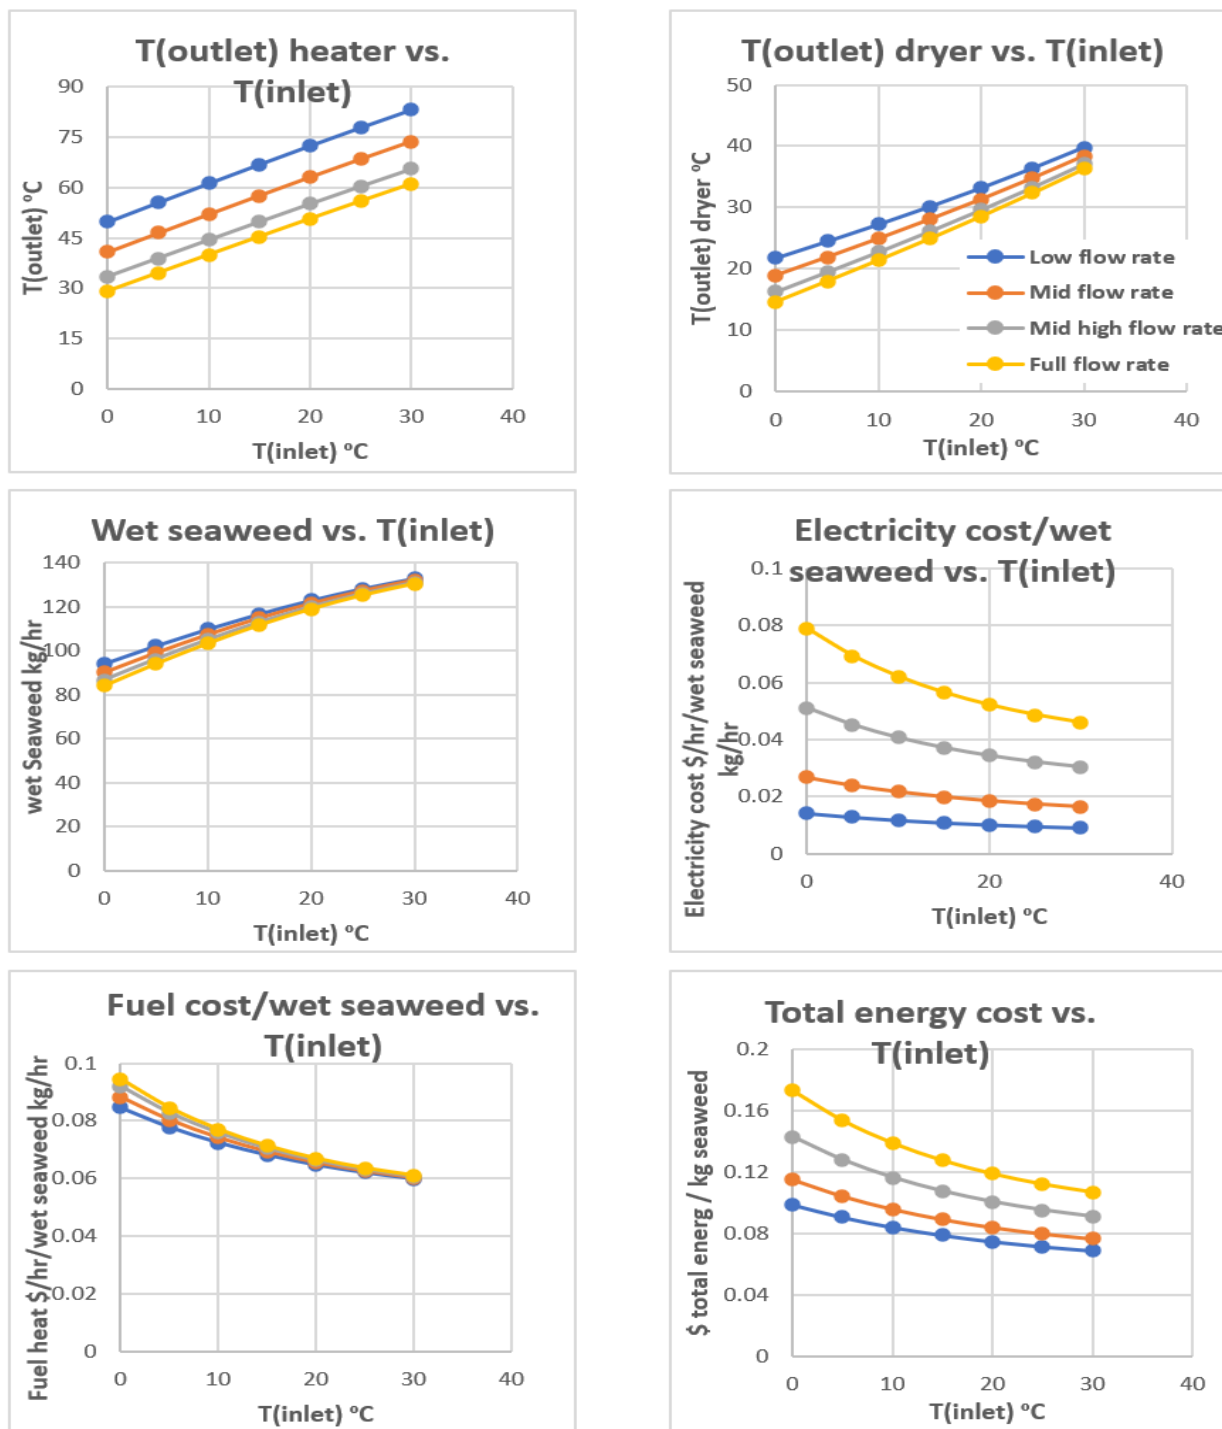 T(outlet) heater vs.
T(inlet)
90
75
60
45
30
15
0
T(outlet) ºC
0 10 20 30 40
T(inlet) ºC
T(outlet) dryer vs. T(inlet)
50
40
30
20
10
0
T(outlet) dryer ºC
Low flow rate
Mid flow rate
Mid high flow rate
Full flow rate
0 10 20 30 40
T(inlet) ºC
Wet seaweed vs. T(inlet)
140
120
100
80
60
40
20
0
wet Seaweed kg/hr
0 10 20 30 40
T(inlet) ºC
Electricity cost/wet
seaweed vs. T(inlet)
0.1
0.08
0.06
0.04
0.02
0
Electricity cost $/hr/wet seaweed
kg/hr
0 20 40
T(inlet) ºC
Fuel cost/wet seaweed vs.
T(inlet)
0.1
0.08
0.06
0.04
0.02
0
Fuel heat $/hr/wet seaweed kg/hr
0 10 20 30 40
T(inlet) ºC
Total energy cost vs.
T(inlet)
0.2
0.16
0.12
0.08
0.04
0
$ total energ / kg seaweed
0 10 20 30 40
T(inlet) ºC